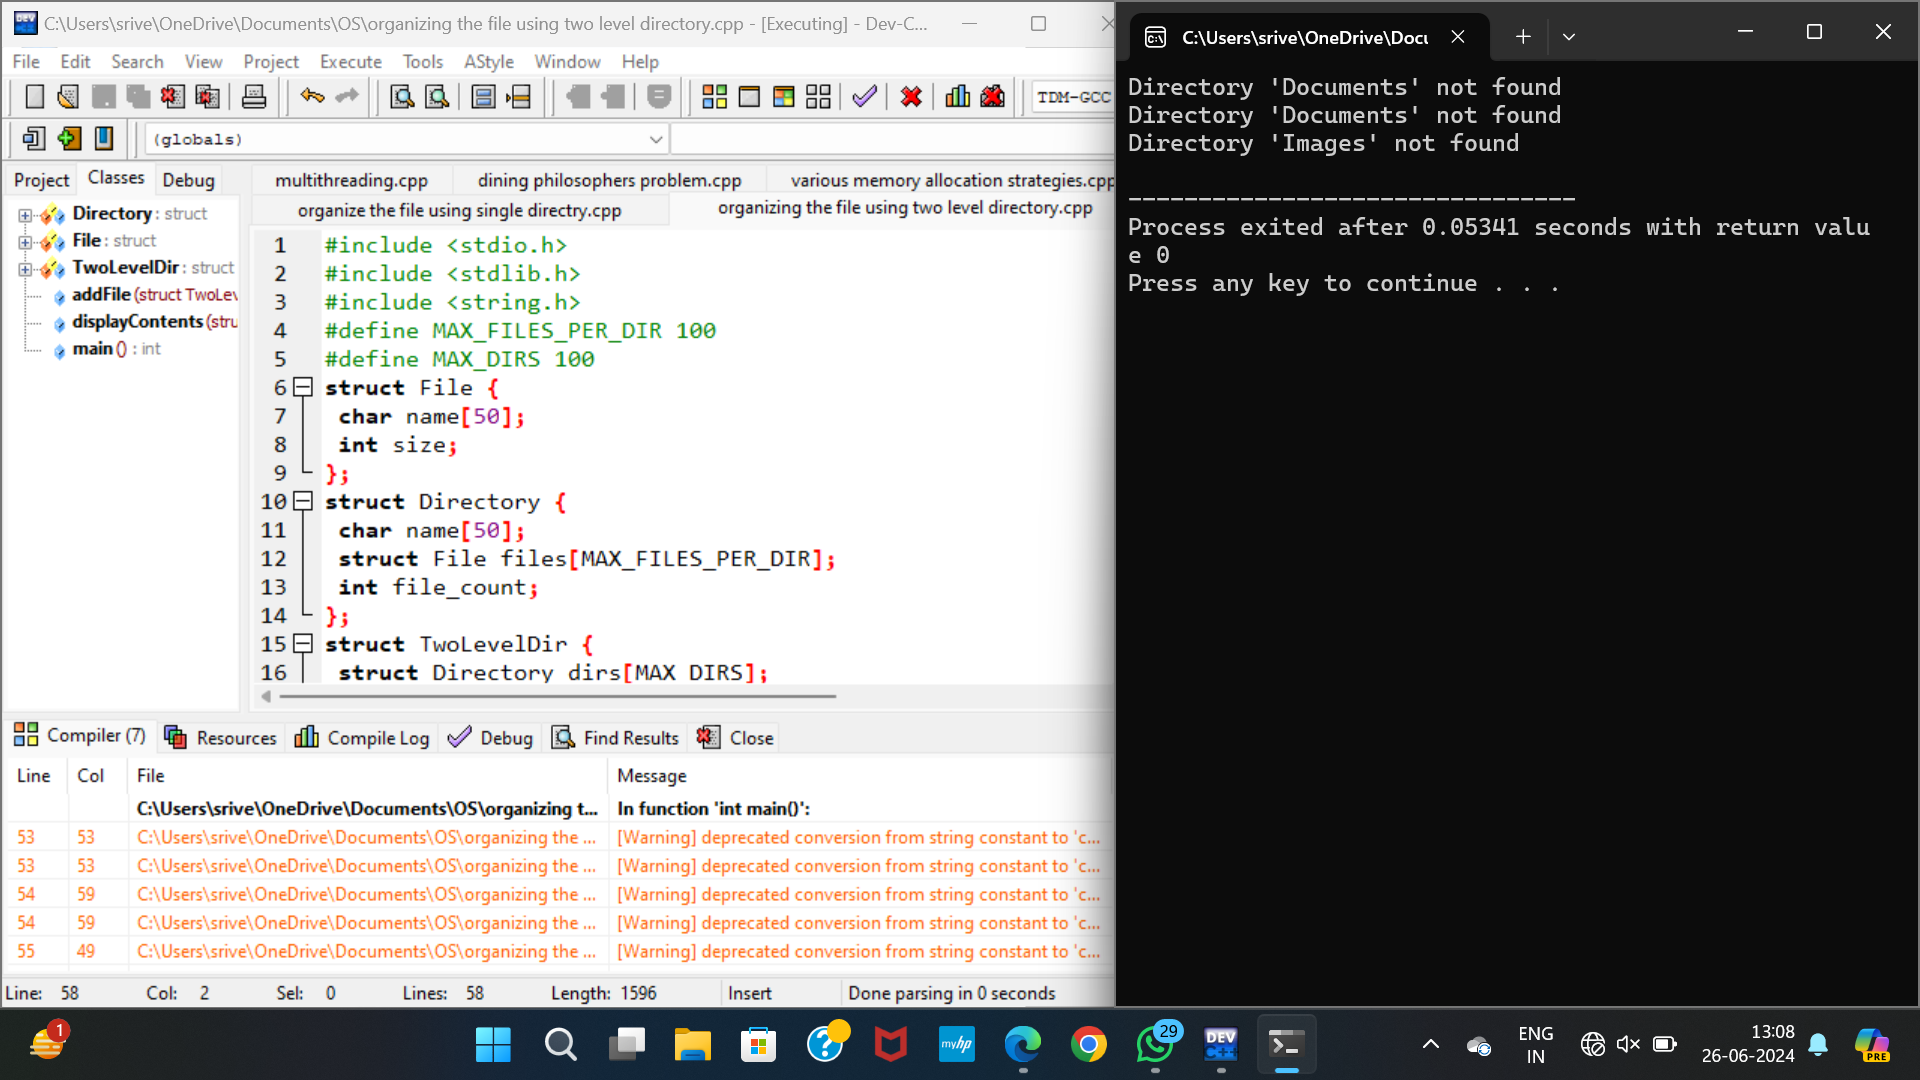 C:\Users\srive\OneDrive\Documents\OS\organizing the file using two level directory.cpp - [Executing] - Dev-C...
File Edit Search View Project Execute Tools AStyle Window Help
TDM-GCC
(globals)
Project Classes Debug
multithreading.cpp dining philosophers problem.cpp various memory allocation strategies.cpp
organize the file using single directry.cpp organizing the file using two level directory.cpp
Directory : struct
File : struct
TwoLevelDir : struct
addFile (struct TwoLev
displayContents (stru
main () : int
1 #include <stdio.h>
2 #include <stdlib.h>
3 #include <string.h>
4 #define MAX_FILES_PER_DIR 100
5 #define MAX_DIRS 100
6 struct File {
7 char name[50];
8 int size;
9 };
10 struct Directory {
11 char name[50];
12 struct File files[MAX_FILES_PER_DIR];
13 int file_count;
14 };
15 struct TwoLevelDir {
16 struct Directory dirs[MAX_DIRS];
Compiler (7) Resources Compile Log Debug Find Results Close
Line Col File Message
C:\Users\srive\OneDrive\Documents\OS\organizing t... In function 'int main()':
53 53 C:\Users\srive\OneDrive\Documents\OS\organizing the ... [Warning] deprecated conversion from string constant to 'c...
53 53 C:\Users\srive\OneDrive\Documents\OS\organizing the ... [Warning] deprecated conversion from string constant to 'c...
54 59 C:\Users\srive\OneDrive\Documents\OS\organizing the ... [Warning] deprecated conversion from string constant to 'c...
54 59 C:\Users\srive\OneDrive\Documents\OS\organizing the ... [Warning] deprecated conversion from string constant to 'c...
55 49 C:\Users\srive\OneDrive\Documents\OS\organizing the ... [Warning] deprecated conversion from string constant to 'c...
Line: 58 Col: 2 Sel: 0 Lines: 58 Length: 1596 Insert Done parsing in 0 seconds
C:\Users\srive\OneDrive\Docu
Directory 'Documents' not found
Directory 'Documents' not found
Directory 'Images' not found
--------------------------------
Process exited after 0.05341 seconds with return valu
e 0
Press any key to continue . . .
1
myhp
29
DEV C++
ENG
IN
13:08
26-06-2024
PRE